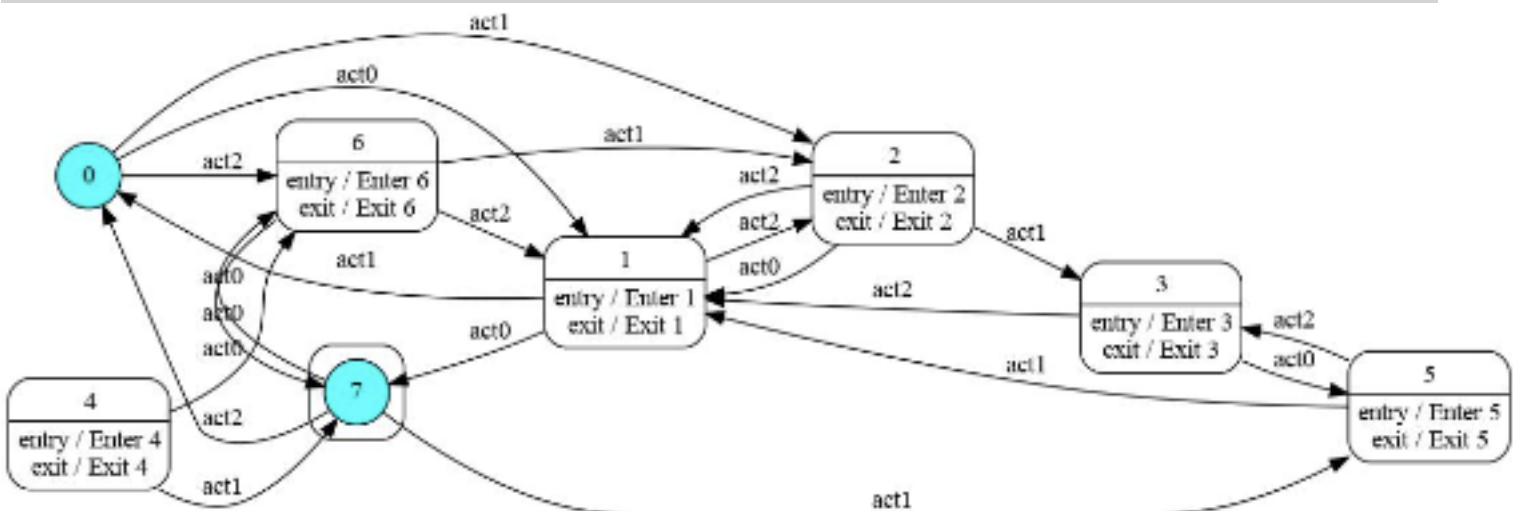 act1
act0
0
act2
6
entry / Enter 6
exit / Exit 6
act1
2
entry / Enter 2
exit / Exit 2
act2
act2
act2
act0
act1
1
entry / Enter 1
exit / Exit 1
act1
act0
act0
act0
act0
act2
3
entry / Enter 3
exit / Exit 3
act2
act0
act1
5
entry / Enter 5
exit / Exit 5
7
4
entry / Enter 4
exit / Exit 4
act2
act1
act1